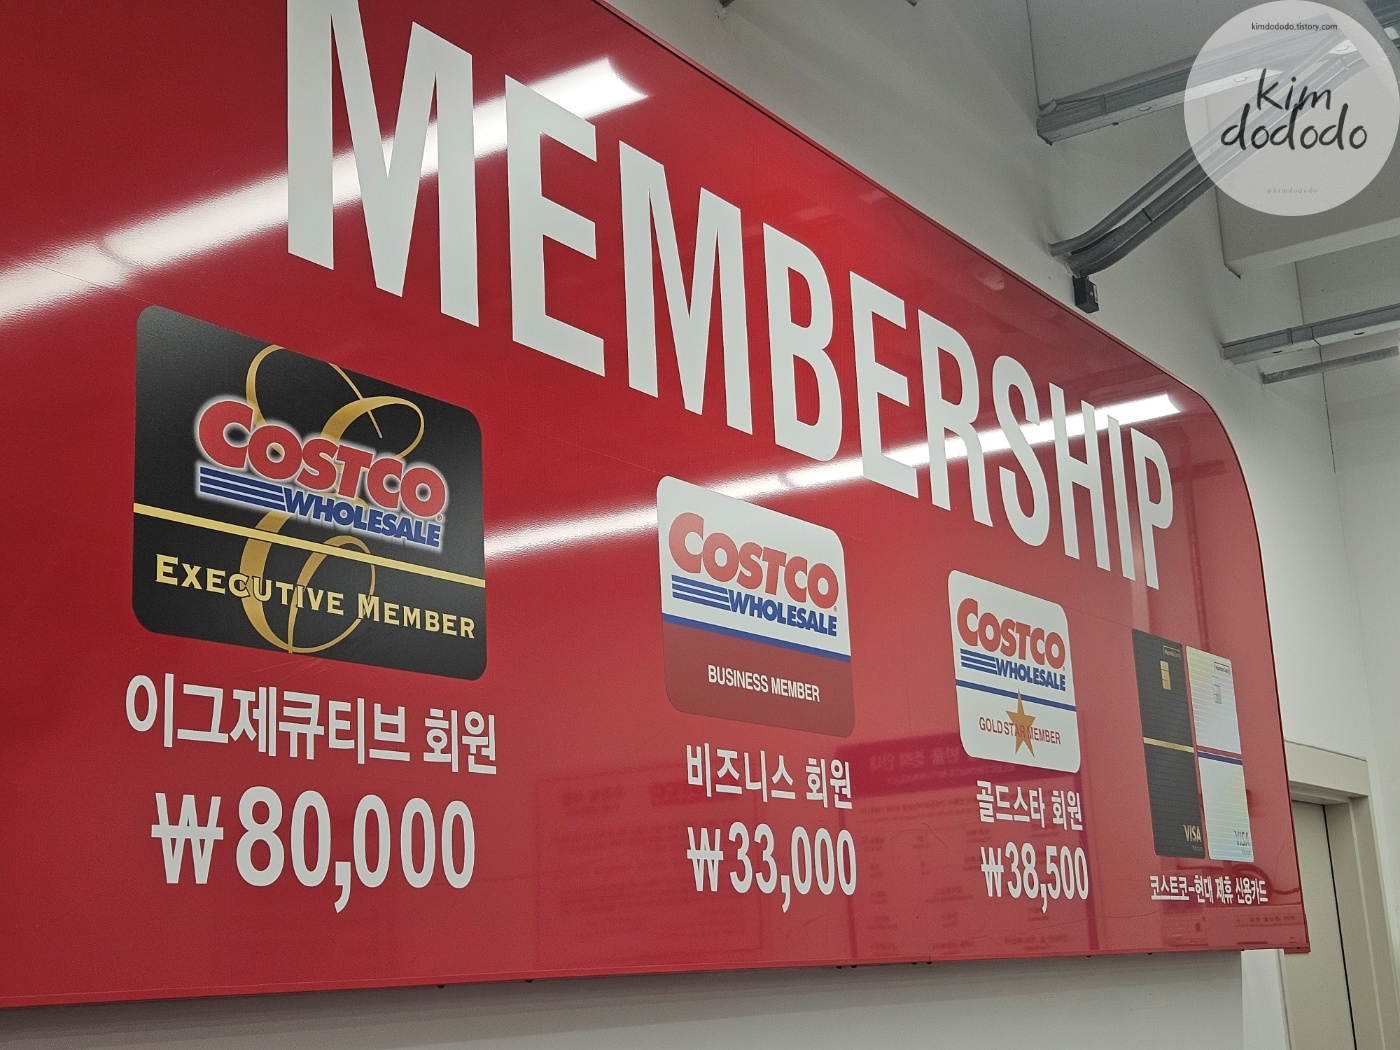 kimdododo.tistory.com
kim
dododo
@kimdododo
MEMBERSHIP
COSTCO
WHOLESALE
EXECUTIVE MEMBER
이그제큐티브 회원
₩80,000
COSTCO
WHOLESALE
BUSINESS MEMBER
비즈니스 회원
₩33,000
COSTCO
WHOLESALE
GOLD STAR MEMBER
골드스타 회원
₩38,500
VISA
VISA
코스트코-현대 제휴 신용카드